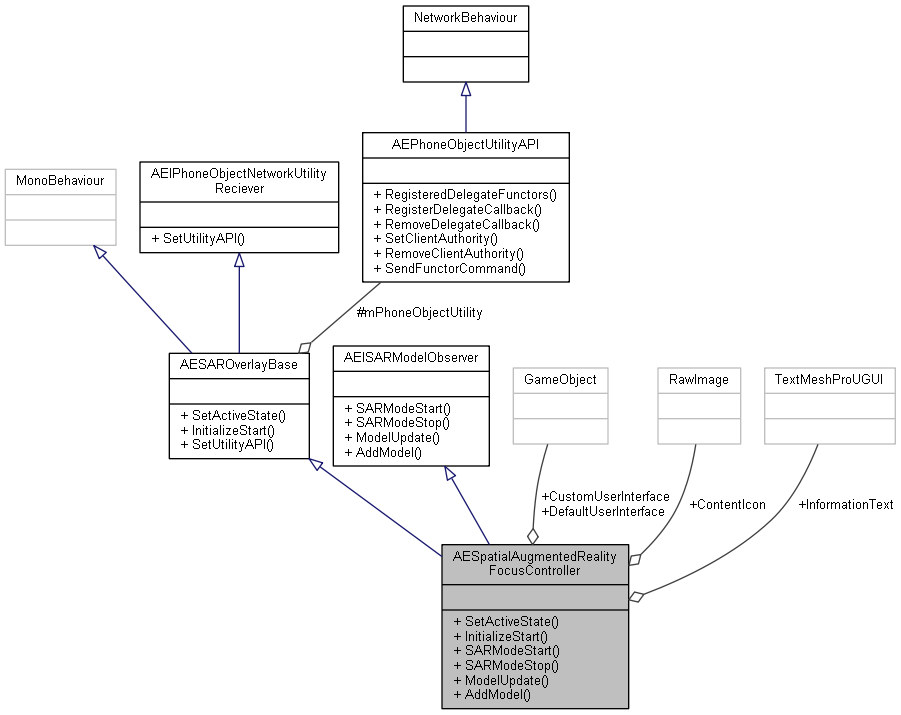 NetworkBehaviour
AEPhoneObjectUtilityAPI
+ RegisteredDelegateFunctors()
+ RegisterDelegateCallback()
+ RemoveDelegateCallback()
+ SetClientAuthority()
+ RemoveClientAuthority()
+ SendFunctorCommand()
MonoBehaviour
AEIPhoneObjectNetworkUtility
Reciever
+ SetUtilityAPI()
#mPhoneObjectUtility
AESAROverlayBase
+ SetActiveState()
+ InitializeStart()
+ SetUtilityAPI()
AEISARModelObserver
+ SARModeStart()
+ SARModeStop()
+ ModelUpdate()
+ AddModel()
GameObject
RawImage
TextMeshProUGUI
+CustomUserInterface
+DefaultUserInterface
+ContentIcon
+InformationText
AESpatialAugmentedReality
FocusController
+ SetActiveState()
+ InitializeStart()
+ SARModeStart()
+ SARModeStop()
+ ModelUpdate()
+ AddModel()